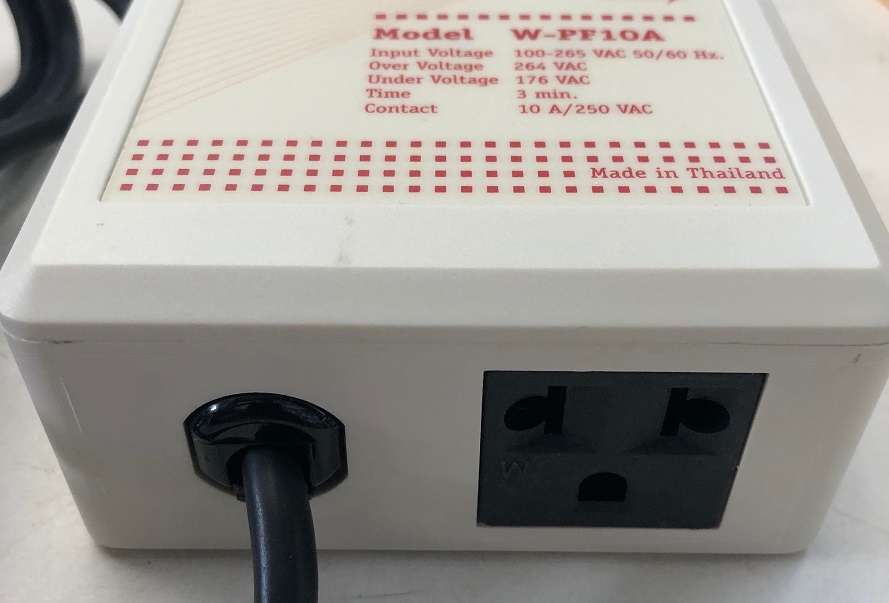 Model W-PF10A
Input Voltage 100-265 VAC 50/60 Hz.
Over Voltage 264 VAC
Under Voltage 176 VAC
Time 3 min.
Contact 10 A/250 VAC
Made in Thailand
W